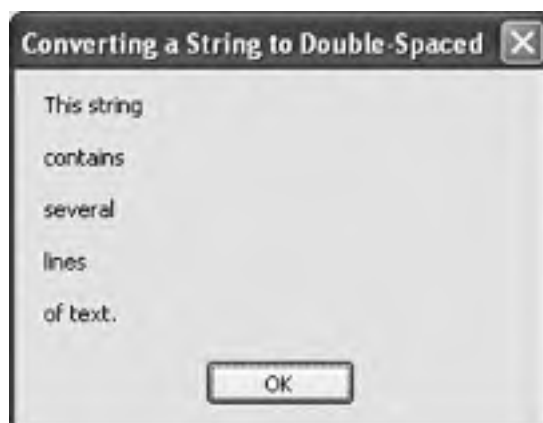 Converting a String to Double-Spaced
This string
contains
several
lines
of text.
OK